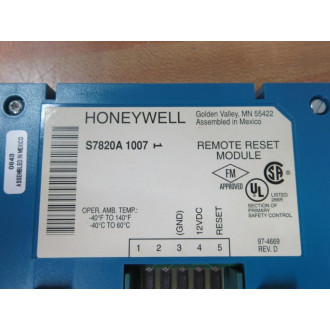 HONEYWELL
Golden Valley, MN 55422
Assembled in Mexico
S7820A 1007 1
REMOTE RESET
MODULE
FM
APPROVED
UL
LISTED
SECTION OF
PRIMARY
SAFETY CONTROL
OPER. AMB. TEMP.:
-40°F TO 140°F
-40°C TO 60°C
(GND)
12VDC
RESET
1 2 3 4 5
97-4669
REV. D
0843
ASSEMBLED IN MEXICO